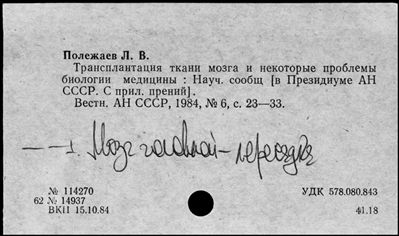 Полежаев Л. В.
Трансплантация ткани мозга и некоторые проблемы
биологии медицины : Науч. сообщ [в Президиуме АН
СССР. С прил. прений].
Вестн. АН СССР, 1984, № 6, с. 23—33.
— — 1. Мозг головной - пересадка
№ 114270
62 № 14937
ВКП 15.10.84
УДК 578.080.843
41.18